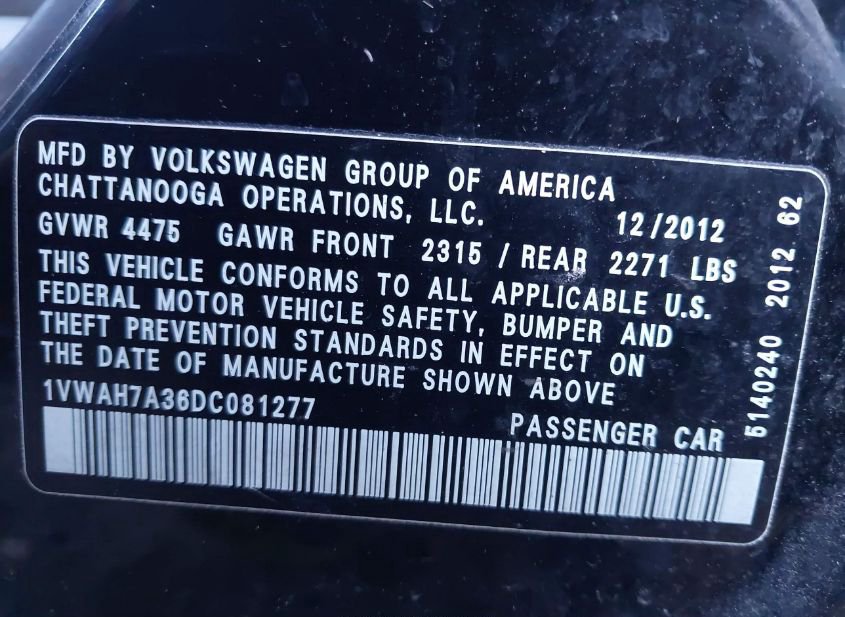 MFD BY VOLKSWAGEN GROUP OF AMERICA
CHATTANOOGA OPERATIONS, LLC. 12/2012
GVWR 4475 GAWR FRONT 2315 / REAR 2271 LBS
THIS VEHICLE CONFORMS TO ALL APPLICABLE U.S.
FEDERAL MOTOR VEHICLE SAFETY, BUMPER AND
THEFT PREVENTION STANDARDS IN EFFECT ON
THE DATE OF MANUFACTURE SHOWN ABOVE
1VWAH7A36DC081277 PASSENGER CAR
5140240 2012 62